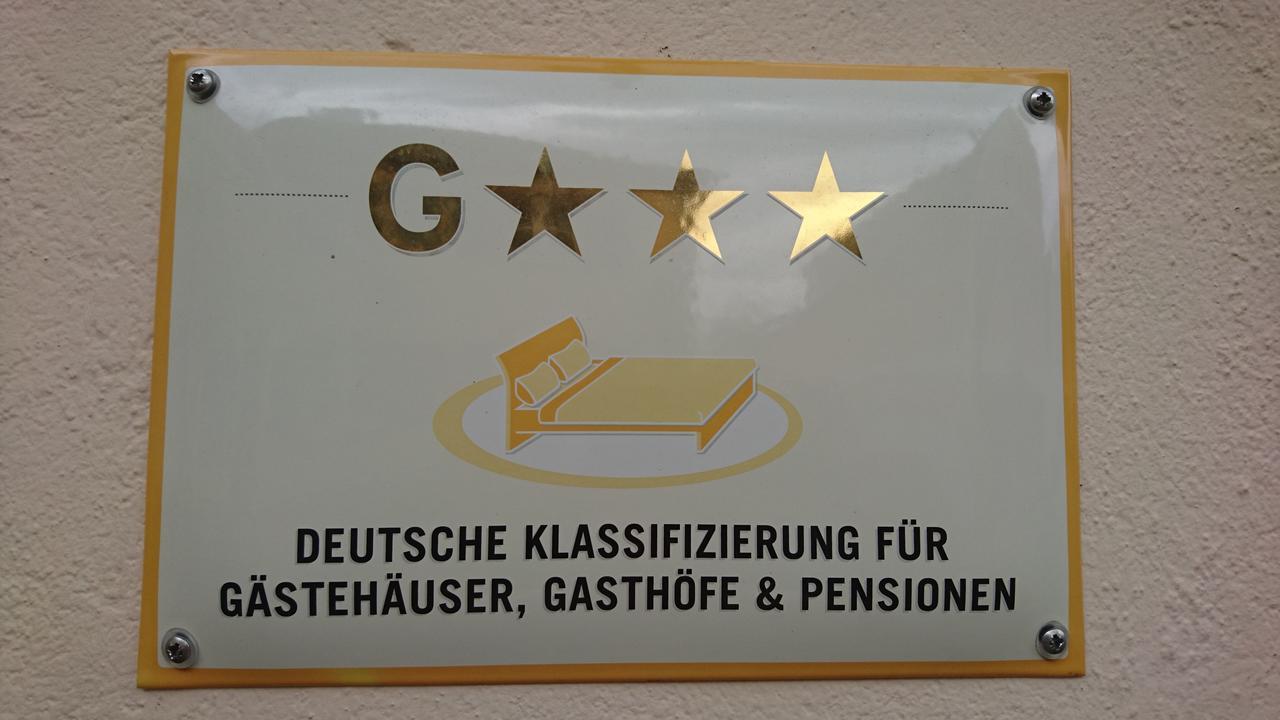 G★★★
DEUTSCHE KLASSIFIZIERUNG FÜR
GÄSTEHÄUSER, GASTHÖFE & PENSIONEN